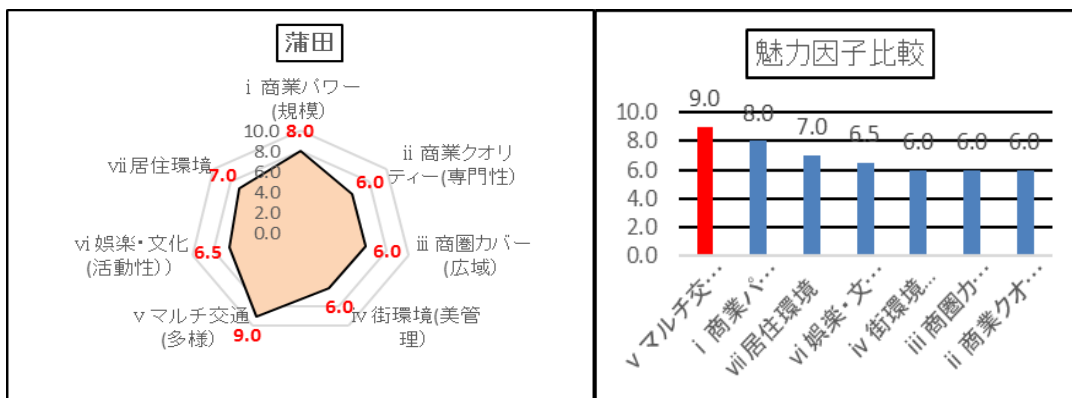 蒲田
ⅰ 商業パワー
(規模)
8.0
10.0
8.0
6.0
4.0
2.0
0.0
ⅱ 商業クオリ
ティー(専門性)
6.0
ⅲ 商圏カバー
(広域)
6.0
ⅳ 街環境(美管
理)
6.0
ⅴ マルチ交通
(多様)
9.0
ⅵ 娯楽・文化
(活動性))
6.5
ⅶ 居住環境
7.0
魅力因子比較
10.0
8.0
6.0
4.0
2.0
0.0
9.0
8.0
7.0
6.5
6.0
6.0
6.0
ⅴ マルチ交…
ⅰ 商業パ…
ⅶ 居住環境
ⅵ 娯楽・文…
ⅳ 街環境…
ⅲ 商圏カ…
ⅱ 商業クオ…